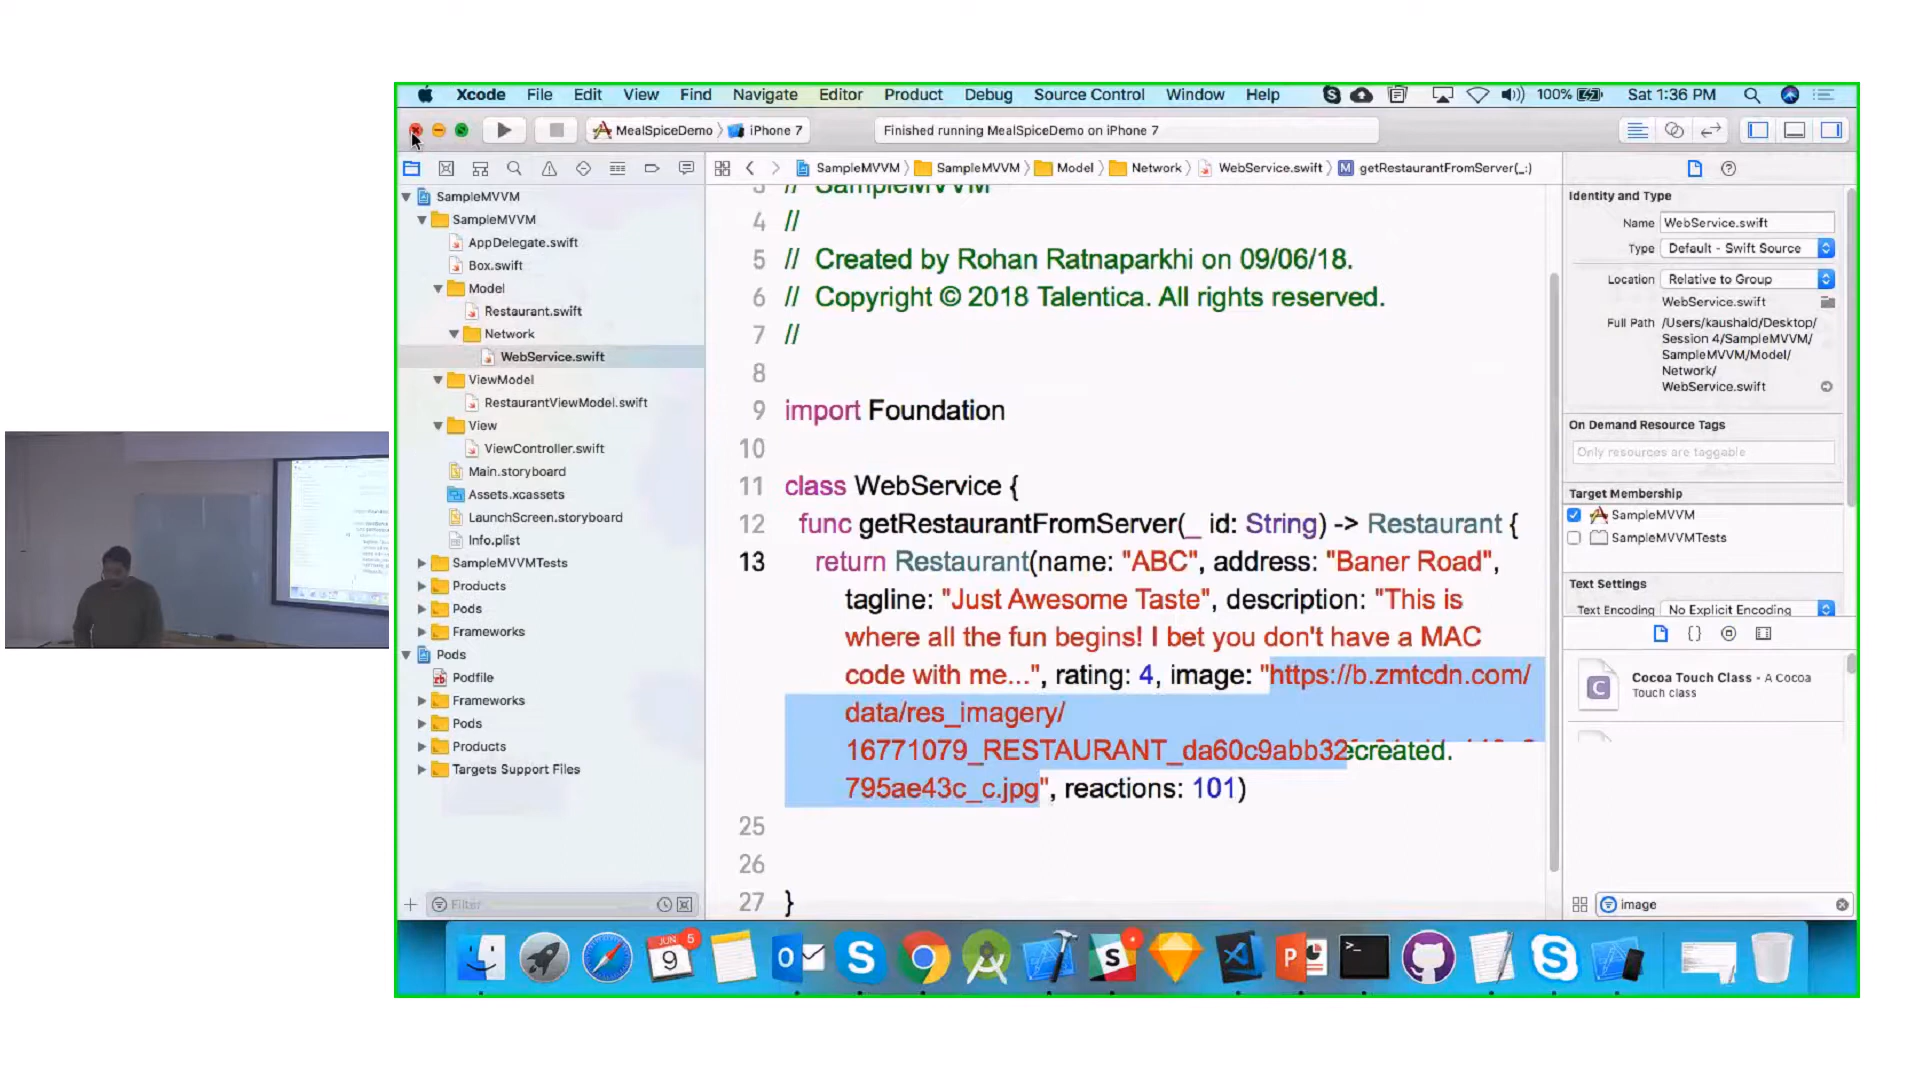 Xcode File Edit View Find Navigate Editor Product Debug Source Control Window Help 100% Sat 1:36 PM
MealSpiceDemo iPhone 7 Finished running MealSpiceDemo on iPhone 7
SampleMVVM SampleMVVM Model Network WebService.swift M getRestaurantFromServer(_:)
SampleMVVM
SampleMVVM
AppDelegate.swift
Box.swift
Model
Restaurant.swift
Network
WebService.swift
ViewModel
RestaurantViewModel.swift
View
ViewController.swift
Main.storyboard
Assets.xcassets
LaunchScreen.storyboard
Info.plist
SampleMVVMTests
Products
Pods
Frameworks
Pods
Podfile
Frameworks
Pods
Products
Targets Support Files
Filter
3 // SampleMVVM
4 //
5 // Created by Rohan Ratnaparkhi on 09/06/18.
6 // Copyright © 2018 Talentica. All rights reserved.
7 //
8
9 import Foundation
10
11 class WebService {
12 func getRestaurantFromServer(_ id: String) -> Restaurant {
13 return Restaurant(name: "ABC", address: "Baner Road",
tagline: "Just Awesome Taste", description: "This is
where all the fun begins! I bet you don't have a MAC
code with me...", rating: 4, image: "https://b.zmtcdn.com/
data/res_imagery/
16771079_RESTAURANT_da60c9abb32
ecreated.
795ae43c_c.jpg", reactions: 101)
25
26
27 }
Identity and Type
Name WebService.swift
Type Default - Swift Source
Location Relative to Group
WebService.swift
Full Path /Users/kaushald/Desktop/
Session 4/SampleMVVM/
SampleMVVM/Model/
Network/
WebService.swift
On Demand Resource Tags
Only resources are taggable
Target Membership
SampleMVVM
SampleMVVMTests
Text Settings
Text Encoding No Explicit Encoding
C Cocoa Touch Class - A Cocoa
Touch class
image
JUN 5
9